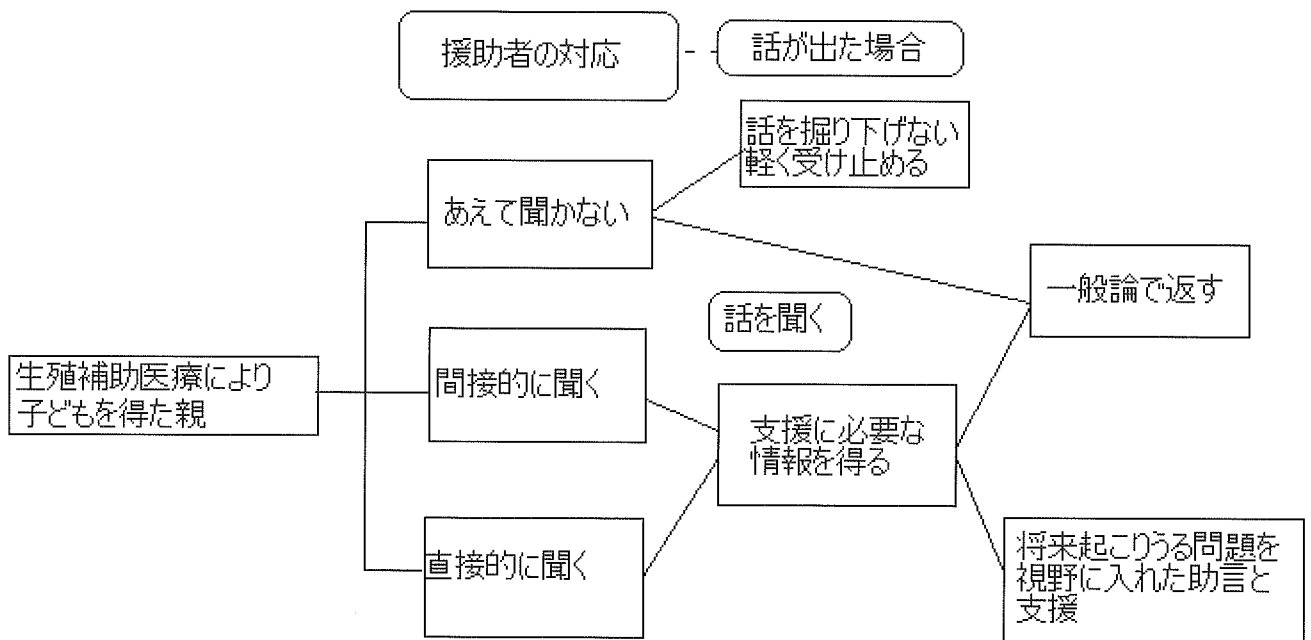 援助者の対応
話が出た場合
話を掘り下げない
軽く受け止める
あえて聞かない
一般論で返す
話を聞く
生殖補助医療により
子どもを得た親
間接的に聞く
支援に必要な
情報を得る
直接的に聞く
将来起こりうる問題を
視野に入れた助言と
支援